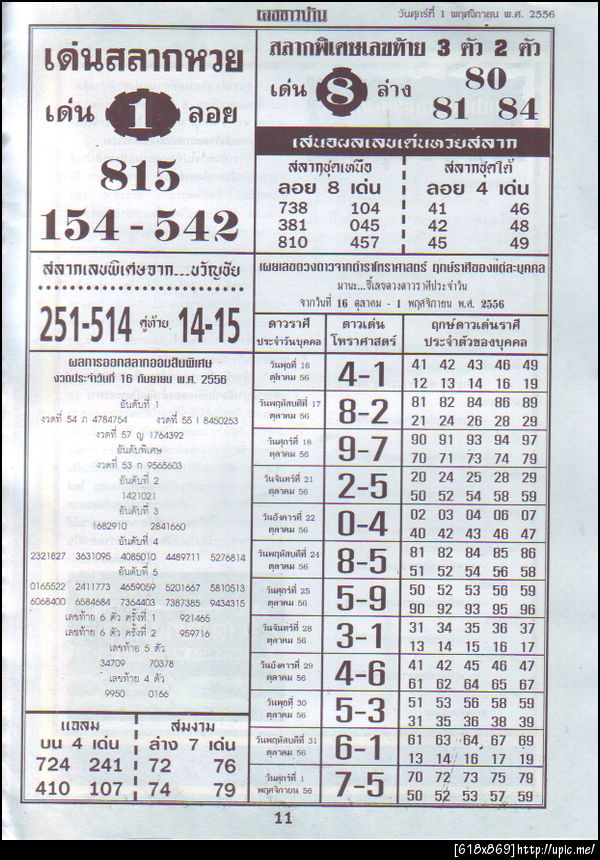 เลขชาวบ้าน
วันศุกร์ที่ 1 พฤศจิกายน พ.ศ. 2556
เด่นสลากหวย
เด่น 1 ลอย
815
154-542
สลากพิเศษเลขท้าย 3 ตัว 2 ตัว
เด่น 8 ล่าง
80
81 84
เสนอผลเลขเด่นหวยสลาก
สลากชุดเหนือ
ลอย 8 เด่น
738 104
381 045
810 457
สลากชุดใต้
ลอย 4 เด่น
41 46
42 48
45 49
สลากเลขพิเศษจาก...ขวัญชัย
251-514 คู่ท้าย 14-15
ผลการออกสลากออมสินพิเศษ
งวดประจำวันที่ 16 กันยายน พ.ศ. 2556
อันดับที่ 1
งวดที่ 54 ภ 4784754 งวดที่ 55 I 8450253
งวดที่ 57 ญ 1764392
อันดับพิเศษ
งวดที่ 53 ก 9565603
อันดับที่ 2
1421021
อันดับที่ 3
1682910 2841660
อันดับที่ 4
2321827 3631095 4085010 4489711 5276814
อันดับที่ 5
0165522 2411773 4659059 5201667 5810513
6068400 6584684 7364403 7387385 9434315
เลขท้าย 6 ตัว ครั้งที่ 1 921465
เลขท้าย 6 ตัว ครั้งที่ 2 959716
เลขท้าย 5 ตัว
34709 70378
เลขท้าย 4 ตัว
9950 0166
แฉลม
บน 4 เด่น
724 241
410 107
สมงาม
ล่าง 7 เด่น
72 76
74 79
เผยเลขดวงดาวจากตำราโหราศาสตร์ ฤกษ์ราศีของแต่ละบุคคล
มานะ...ชี้เลขดวงดาวราศีประจำวัน
จากวันที่ 16 ตุลาคม - 1 พฤศจิกายน พ.ศ. 2556
ดาวราศี ประจำวันบุคคล
ดาวเด่น โหราศาสตร์
ฤกษ์ดาวเด่นราศี ประจำตัวของบุคคล
วันพุธที่ 16 ตุลาคม 56
4-1
41 42 43 46 49
12 13 14 16 19
วันพฤหัสบดีที่ 17 ตุลาคม 56
8-2
81 82 84 86 89
21 24 26 28 29
วันศุกร์ที่ 18 ตุลาคม 56
9-7
90 91 93 94 97
70 71 73 74 79
วันจันทร์ที่ 21 ตุลาคม 56
2-5
20 24 25 28 29
50 52 54 58 59
วันอังคารที่ 22 ตุลาคม 56
0-4
02 03 04 06 07
40 42 43 46 47
วันพฤหัสบดีที่ 24 ตุลาคม 56
8-5
81 82 84 85 86
51 52 54 56 58
วันศุกร์ที่ 25 ตุลาคม 56
5-9
50 52 53 56 59
90 92 93 95 96
วันจันทร์ที่ 28 ตุลาคม 56
3-1
31 34 35 36 37
13 14 15 16 17
วันอังคารที่ 29 ตุลาคม 56
4-6
41 42 45 46 47
61 62 64 65 67
วันพุธที่ 30 ตุลาคม 56
5-3
51 53 56 58 59
31 35 36 38 39
วันพฤหัสบดีที่ 31 ตุลาคม 56
6-1
61 63 64 67 69
13 14 16 17 19
วันศุกร์ที่ 1 พฤศจิกายน 56
7-5
70 72 73 75 79
50 52 53 57 59
11
[618x869]http://upic.me/